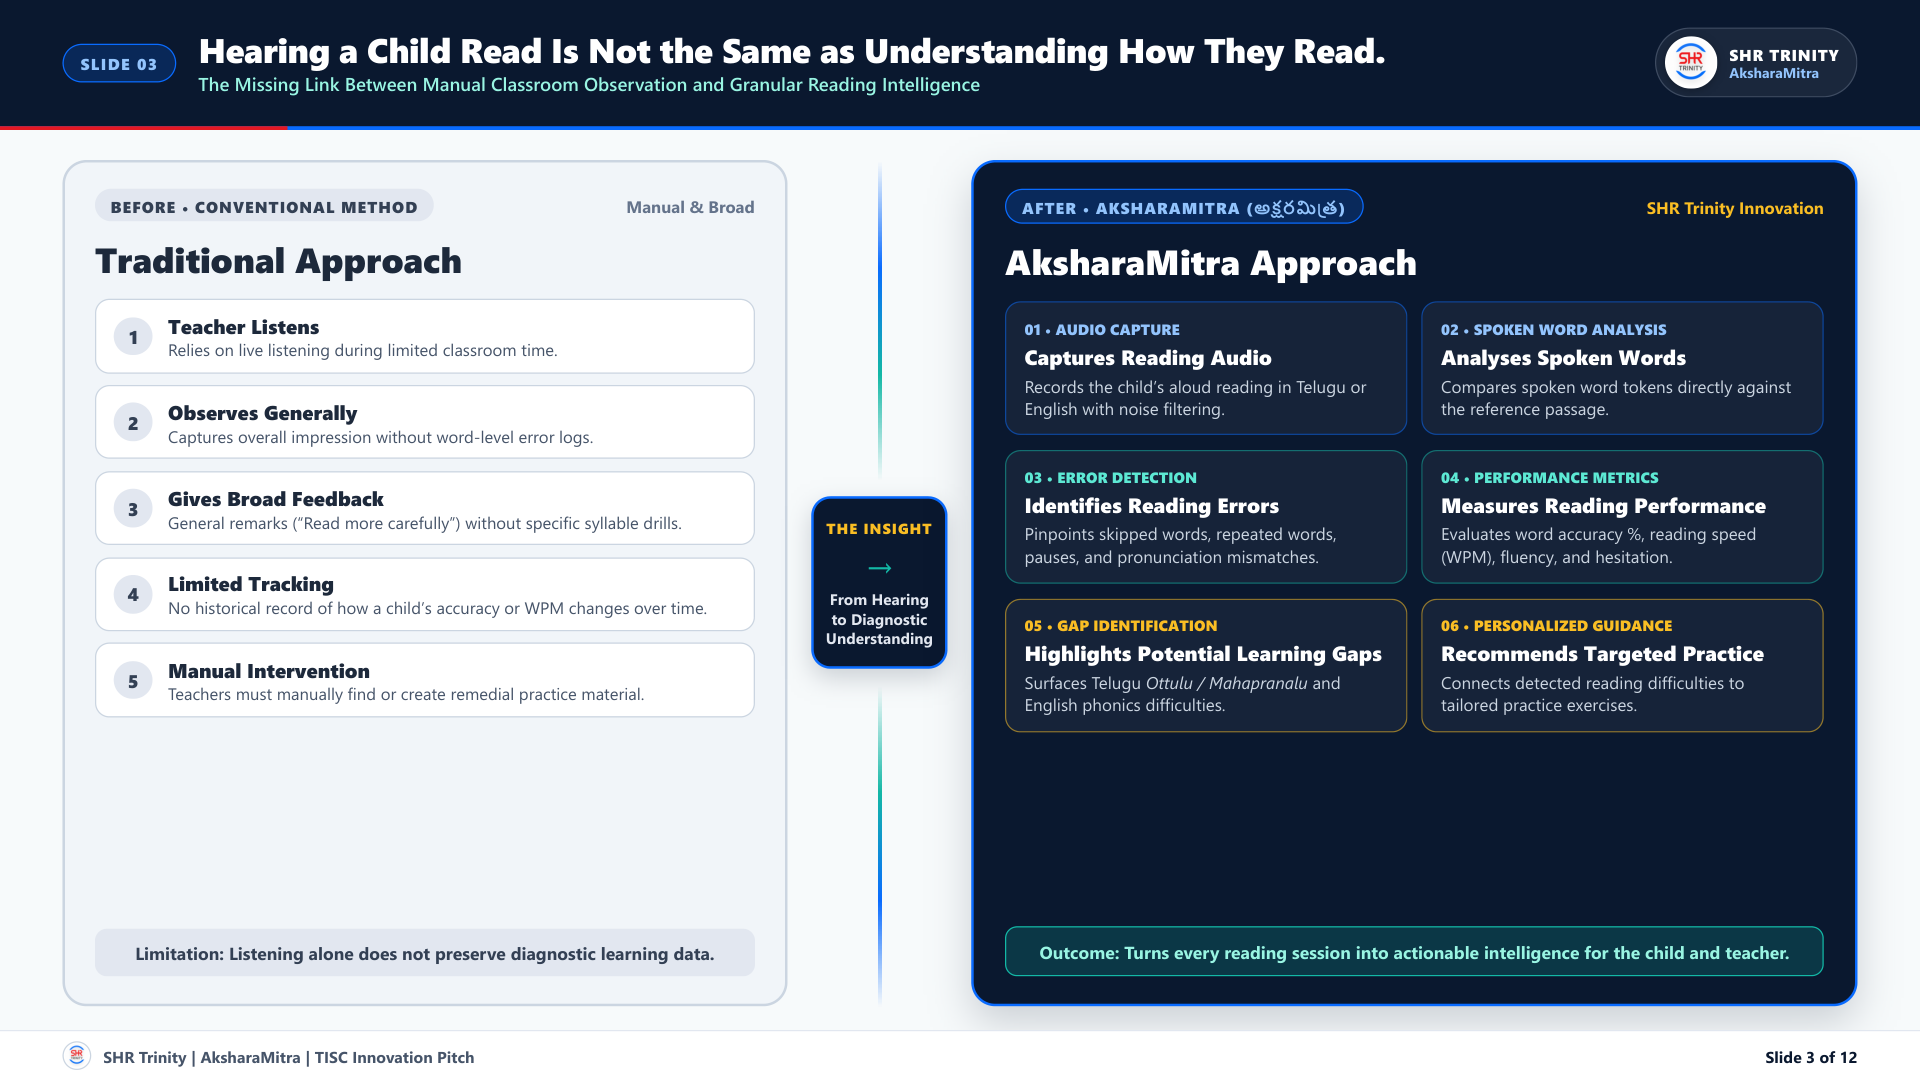 SLIDE 03
Hearing a Child Read Is Not the Same as Understanding How They Read.
The Missing Link Between Manual Classroom Observation and Granular Reading Intelligence
SHR
TRINITY
SHR TRINITY
AksharaMitra
BEFORE • CONVENTIONAL METHOD
Manual & Broad
Traditional Approach
1
Teacher Listens
Relies on live listening during limited classroom time.
2
Observes Generally
Captures overall impression without word-level error logs.
3
Gives Broad Feedback
General remarks ("Read more carefully") without specific syllable drills.
4
Limited Tracking
No historical record of how a child's accuracy or WPM changes over time.
5
Manual Intervention
Teachers must manually find or create remedial practice material.
Limitation: Listening alone does not preserve diagnostic learning data.
THE INSIGHT
→
From Hearing
to Diagnostic
Understanding
AFTER • AKSHARAMITRA (అక్షరమిత్ర)
SHR Trinity Innovation
AksharaMitra Approach
01 • AUDIO CAPTURE
Captures Reading Audio
Records the child's aloud reading in Telugu or
English with noise filtering.
02 • SPOKEN WORD ANALYSIS
Analyses Spoken Words
Compares spoken word tokens directly against
the reference passage.
03 • ERROR DETECTION
Identifies Reading Errors
Pinpoints skipped words, repeated words,
pauses, and pronunciation mismatches.
04 • PERFORMANCE METRICS
Measures Reading Performance
Evaluates word accuracy %, reading speed
(WPM), fluency, and hesitation.
05 • GAP IDENTIFICATION
Highlights Potential Learning Gaps
Surfaces Telugu Ottulu / Mahapranalu and
English phonics difficulties.
06 • PERSONALIZED GUIDANCE
Recommends Targeted Practice
Connects detected reading difficulties to
tailored practice exercises.
Outcome: Turns every reading session into actionable intelligence for the child and teacher.
SHR
TRINITY
SHR Trinity | AksharaMitra | TISC Innovation Pitch
Slide 3 of 12